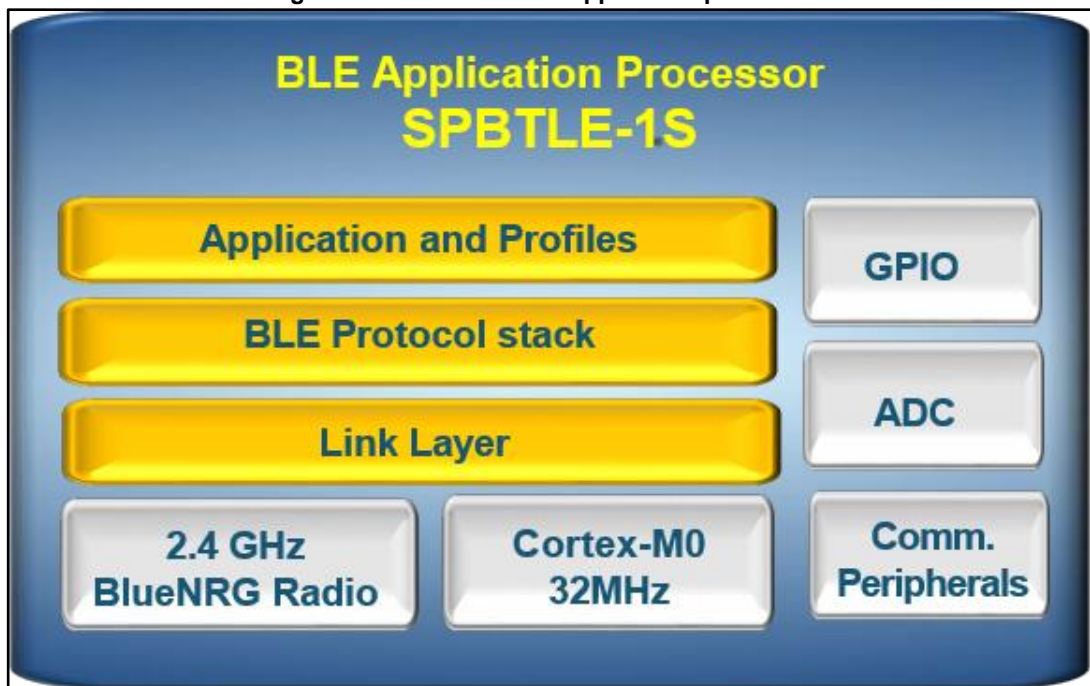 BLE Application Processor
SPBTLE-1S
Application and Profiles
BLE Protocol stack
Link Layer
2.4 GHz
BlueNRG Radio
Cortex-M0
32MHz
GPIO
ADC
Comm.
Peripherals